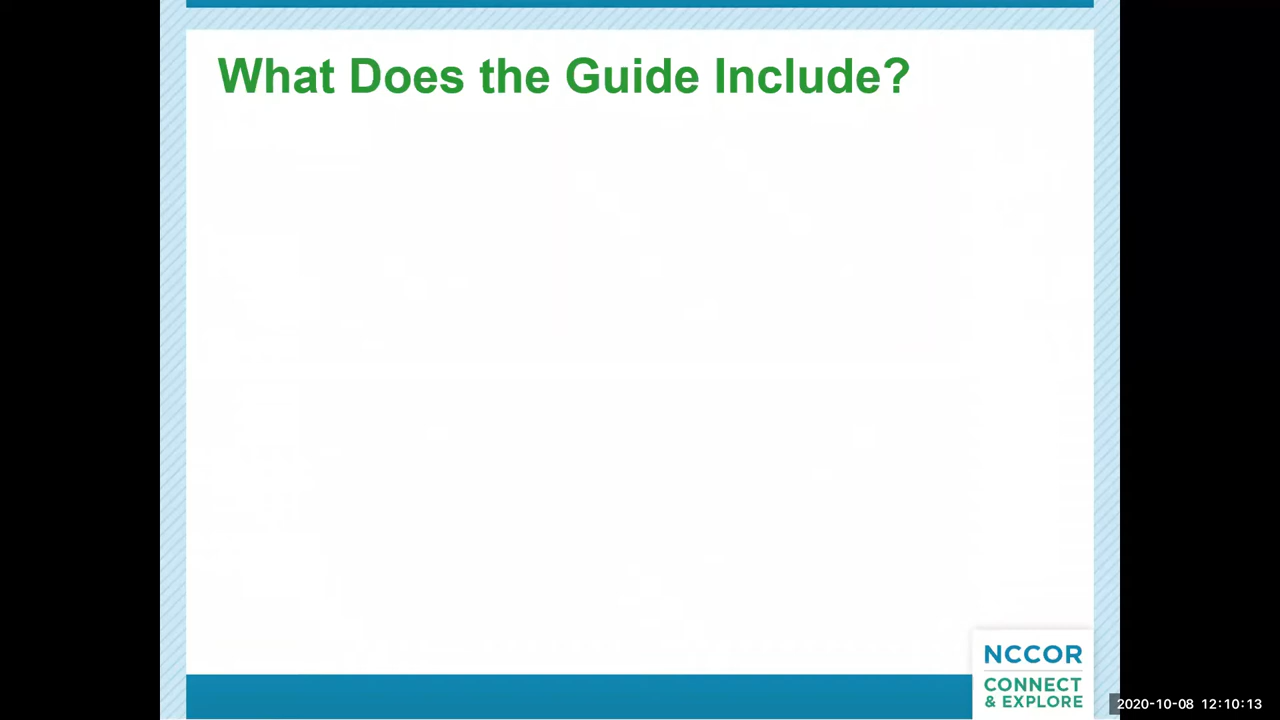 What Does the Guide Include?
NCCOR
CONNECT
& EXPLORE
2020-10-08 12:10:13